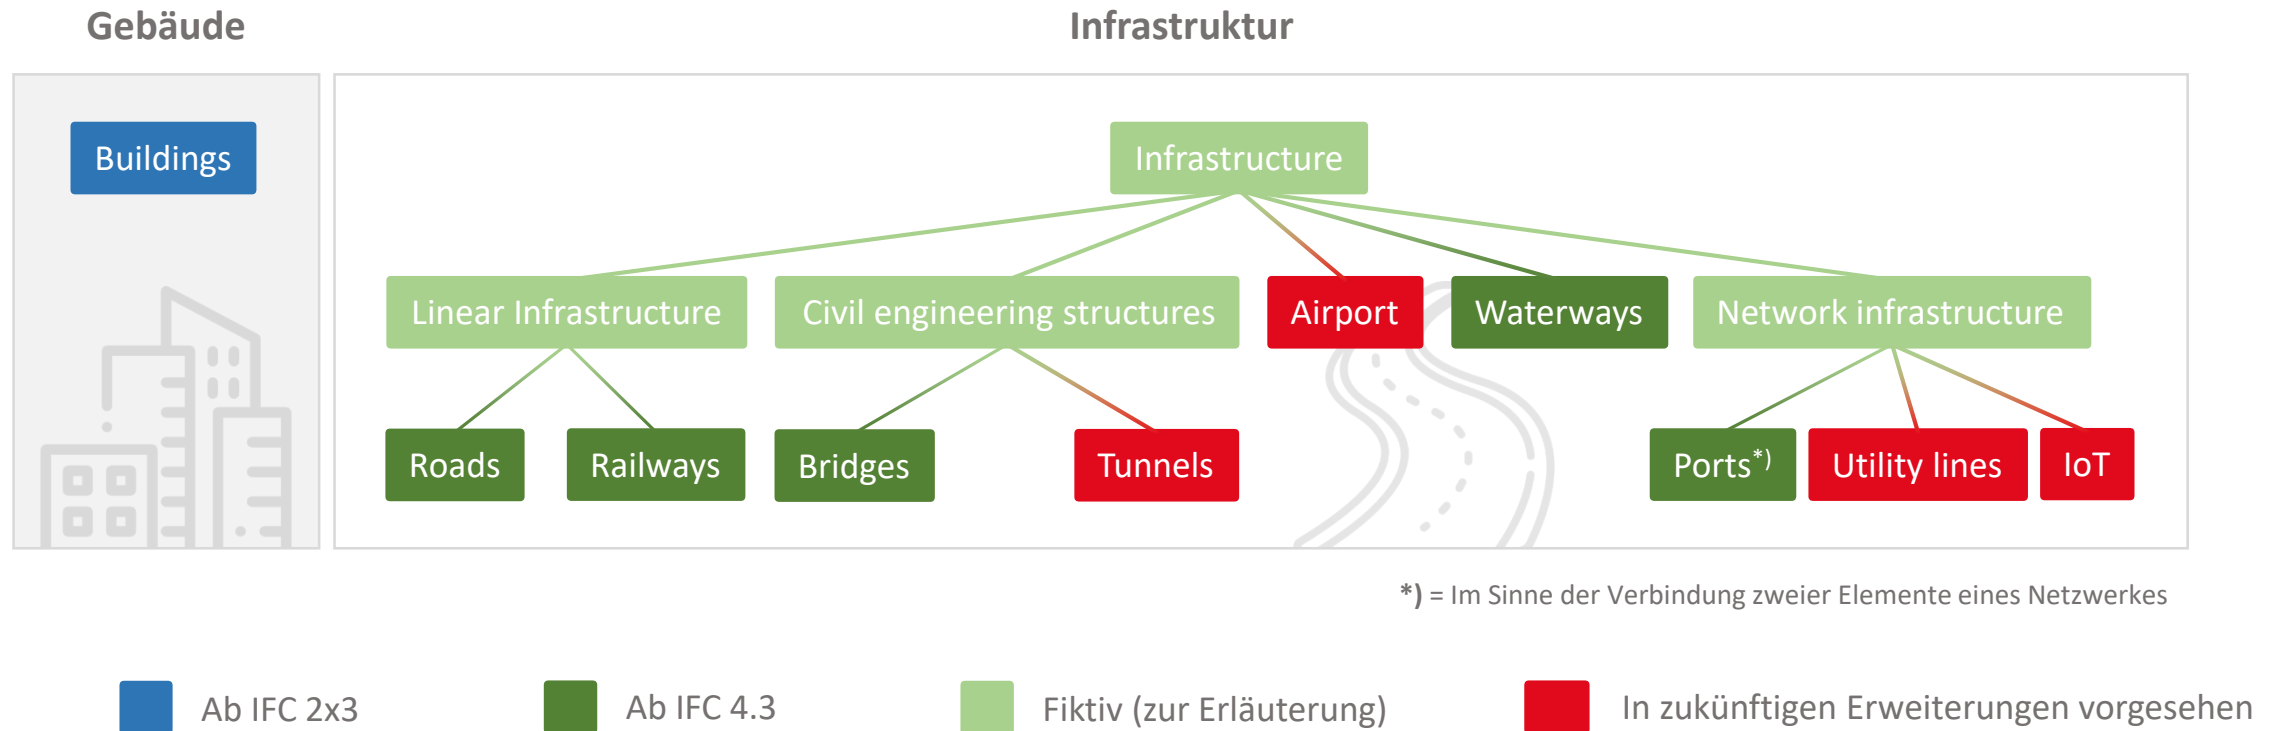 Gebäude
Infrastruktur
Buildings
Infrastructure
Linear Infrastructure
Civil engineering structures
Airport
Waterways
Network infrastructure
Roads
Railways
Bridges
Tunnels
Ports*)
Utility lines
IoT
*) = Im Sinne der Verbindung zweier Elemente eines Netzwerkes
Ab IFC 2x3
Ab IFC 4.3
Fiktiv (zur Erläuterung)
In zukünftigen Erweiterungen vorgesehen